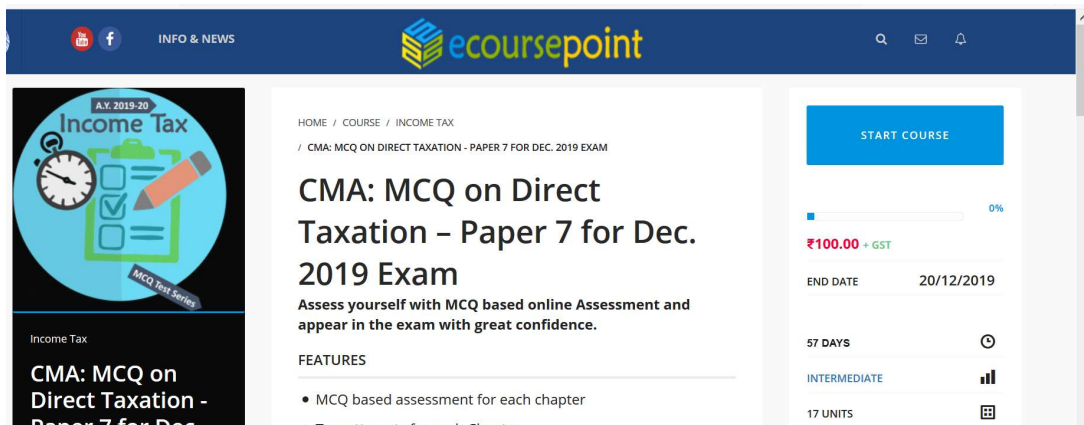 INFO & NEWS
ecoursepoint
A.Y. 2019-20
Income Tax
MCQ Test Series
Income Tax
CMA: MCQ on
Direct Taxation -
Paper 7 for Dec
HOME / COURSE / INCOME TAX
/ CMA: MCQ ON DIRECT TAXATION - PAPER 7 FOR DEC. 2019 EXAM
CMA: MCQ on Direct
Taxation – Paper 7 for Dec.
2019 Exam
Assess yourself with MCQ based online Assessment and
appear in the exam with great confidence.
FEATURES
• MCQ based assessment for each chapter
START COURSE
0%
₹100.00 + GST
END DATE 20/12/2019
57 DAYS
INTERMEDIATE
17 UNITS